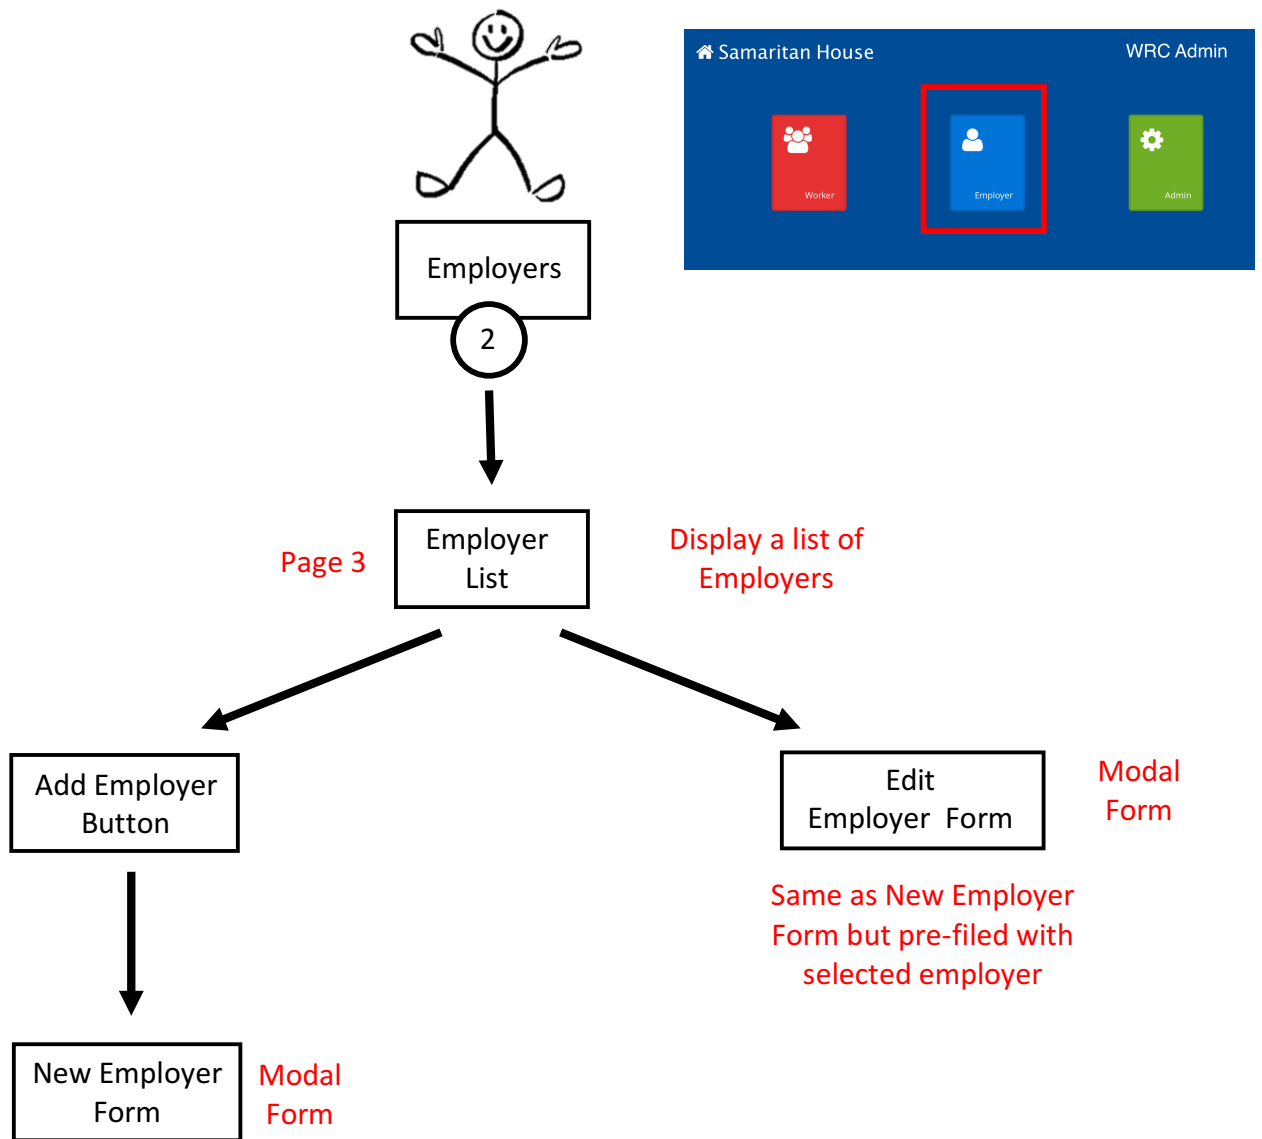 Samaritan House
WRC Admin
Worker
Employer
Admin
Employers
2
Page 3
Employer
List
Display a list of
Employers
Add Employer
Button
Edit
Employer Form
Modal
Form
Same as New Employer
Form but pre-filed with
selected employer
New Employer
Form
Modal
Form